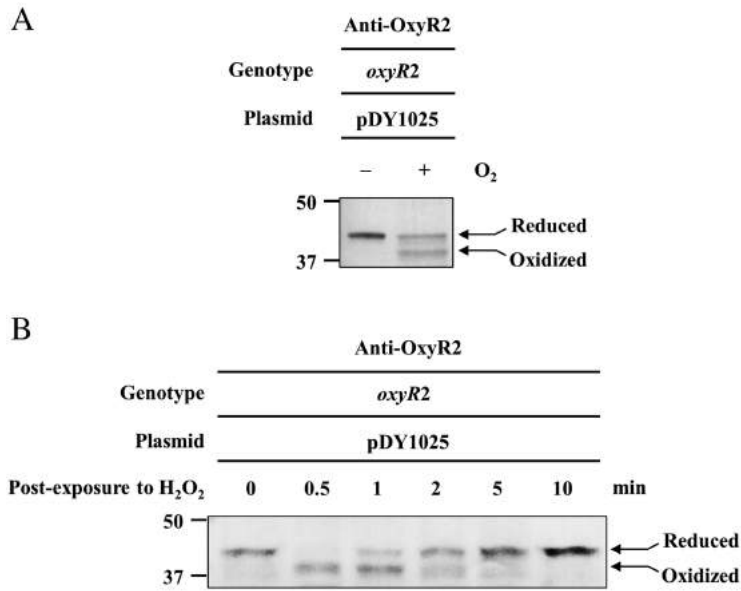 A
Anti-OxyR2
Genotype oxyR2
Plasmid pDY1025
− + O₂
50
Reduced
37
Oxidized
B
Anti-OxyR2
Genotype oxyR2
Plasmid pDY1025
Post-exposure to H₂O₂ 0 0.5 1 2 5 10 min
50
Reduced
37
Oxidized